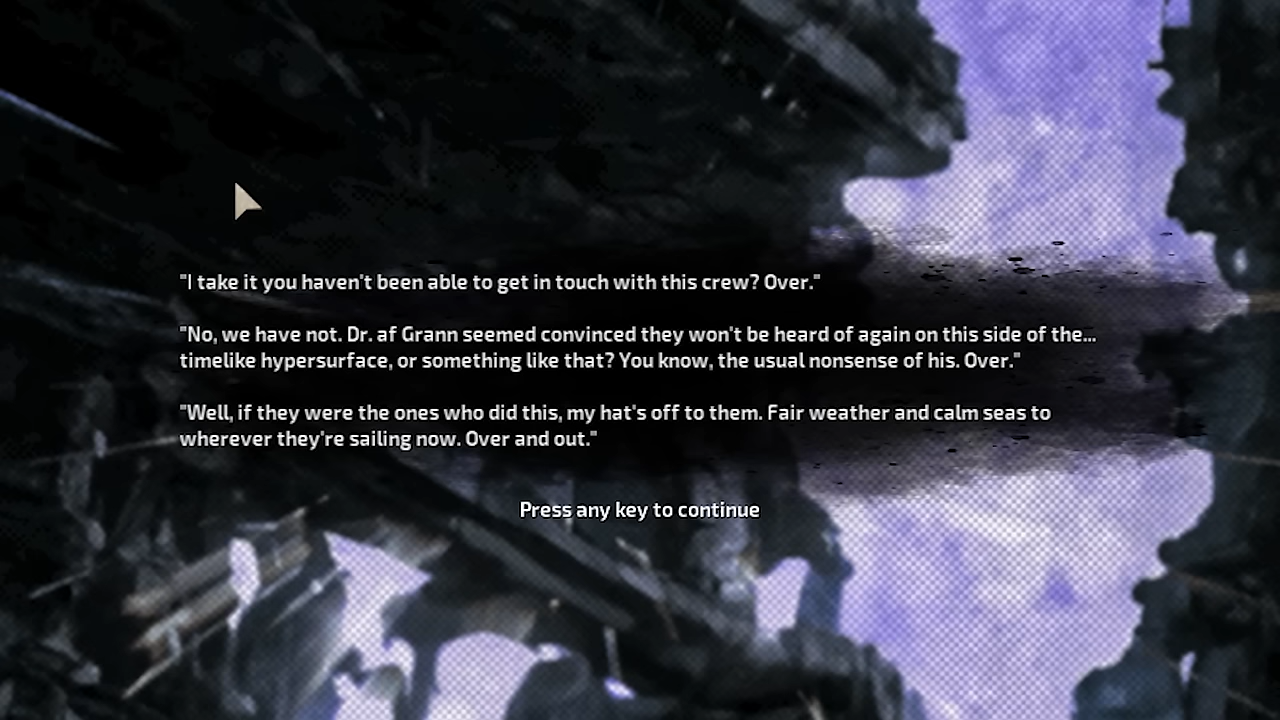 "I take it you haven't been able to get in touch with this crew? Over."
"No, we have not. Dr. af Grann seemed convinced they won't be heard of again on this side of the...
timelike hypersurface, or something like that? You know, the usual nonsense of his. Over."
"Well, if they were the ones who did this, my hat's off to them. Fair weather and calm seas to
wherever they're sailing now. Over and out."
Press any key to continue